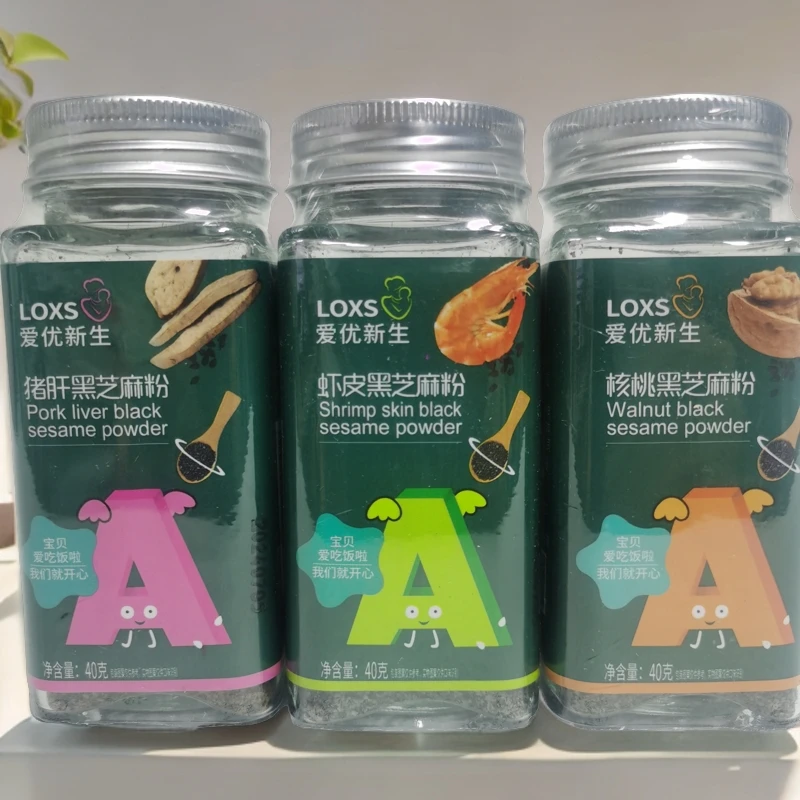 LOXS
爱优新生
猪肝黑芝麻粉
Pork liver black
sesame powder
A
宝贝
爱吃饭啦
我们就开心
净含量：40克
LOXS
爱优新生
虾皮黑芝麻粉
Shrimp skin black
sesame powder
A
宝贝
爱吃饭啦
我们就开心
净含量：40克
LOXS
爱优新生
核桃黑芝麻粉
Walnut black
sesame powder
A
宝贝
爱吃饭啦
我们就开心
净含量：40克